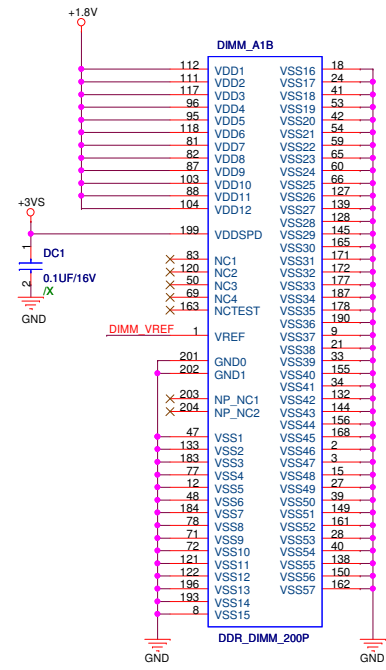 +1.8V
DIMM_A1B
112 VDD1
111 VDD2
117 VDD3
96 VDD4
95 VDD5
118 VDD6
81 VDD7
82 VDD8
87 VDD9
103 VDD10
88 VDD11
104 VDD12
+3VS
199 VDDSPD
1
DC1
0.1UF/16V
2
/X
GND
83 NC1
120 NC2
50 NC3
69 NC4
163 NCTEST
DIMM_VREF 1 VREF
201 GND0
202 GND1
203 NP_NC1
204 NP_NC2
47 VSS1
133 VSS2
183 VSS3
77 VSS4
12 VSS5
48 VSS6
184 VSS7
78 VSS8
71 VSS9
72 VSS10
121 VSS11
122 VSS12
196 VSS13
193 VSS14
8 VSS15
GND
VSS16 18
VSS17 24
VSS18 41
VSS19 53
VSS20 42
VSS21 54
VSS22 59
VSS23 65
VSS24 60
VSS25 66
VSS26 127
VSS27 139
VSS28 128
VSS29 145
VSS30 165
VSS31 171
VSS32 172
VSS33 177
VSS34 187
VSS35 178
VSS36 190
VSS37 9
VSS38 21
VSS39 33
VSS40 155
VSS41 34
VSS42 132
VSS43 144
VSS44 156
VSS45 168
VSS46 2
VSS47 3
VSS48 15
VSS49 27
VSS50 39
VSS51 149
VSS52 161
VSS53 28
VSS54 40
VSS55 138
VSS56 150
VSS57 162
DDR_DIMM_200P
GND